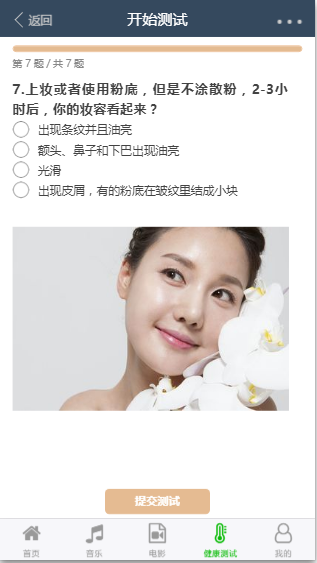 返回
开始测试
第 7 题 / 共 7 题
7.上妆或者使用粉底，但是不涂散粉，2-3小
时后，你的妆容看起来？
出现条纹并且油亮
额头、鼻子和下巴出现油亮
光滑
出现皮屑，有的粉底在皱纹里结成小块
提交测试
首页
音乐
电影
健康测试
我的